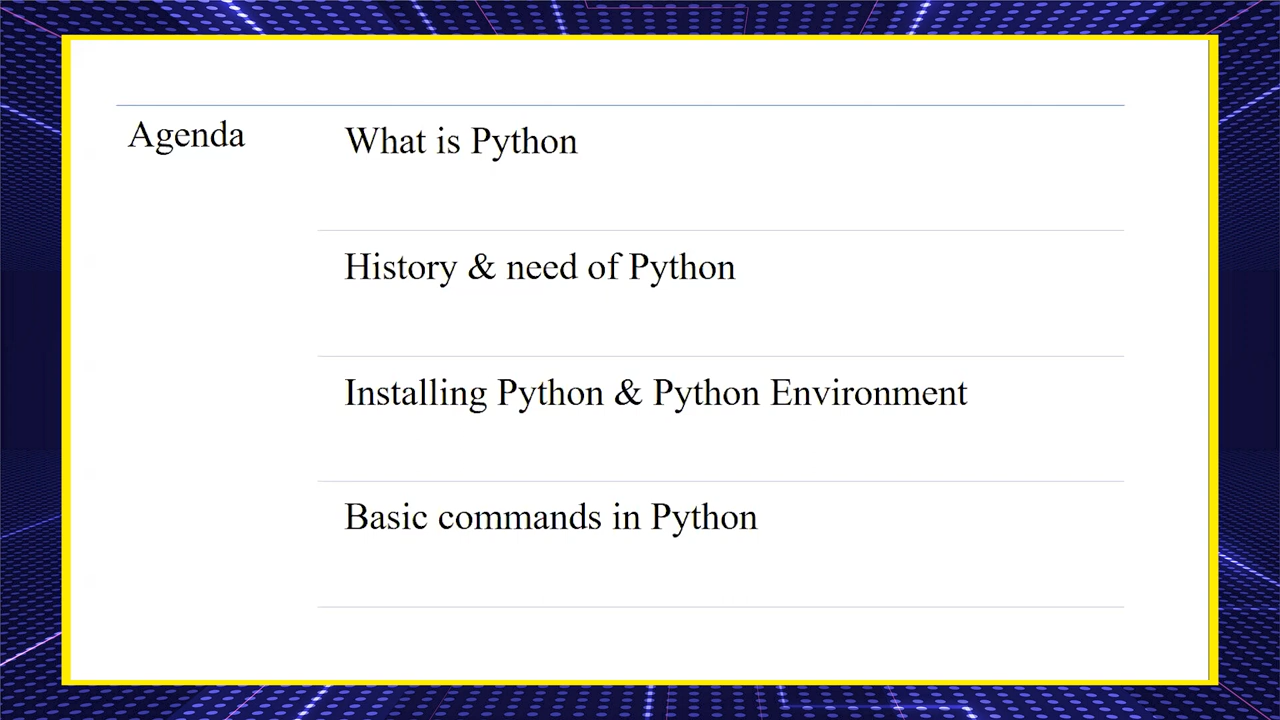 Agenda
What is Python
History & need of Python
Installing Python & Python Environment
Basic commands in Python